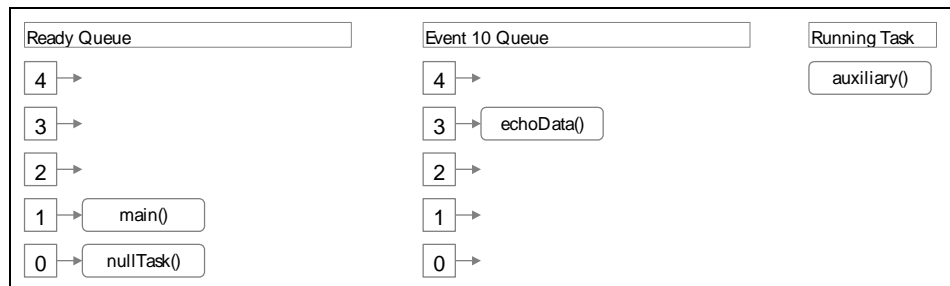 Ready Queue Event 10 Queue Running Task
4 4 auxiliary()
3 3 echoData()
2 2
1 main() 1
0 nullTask() 0